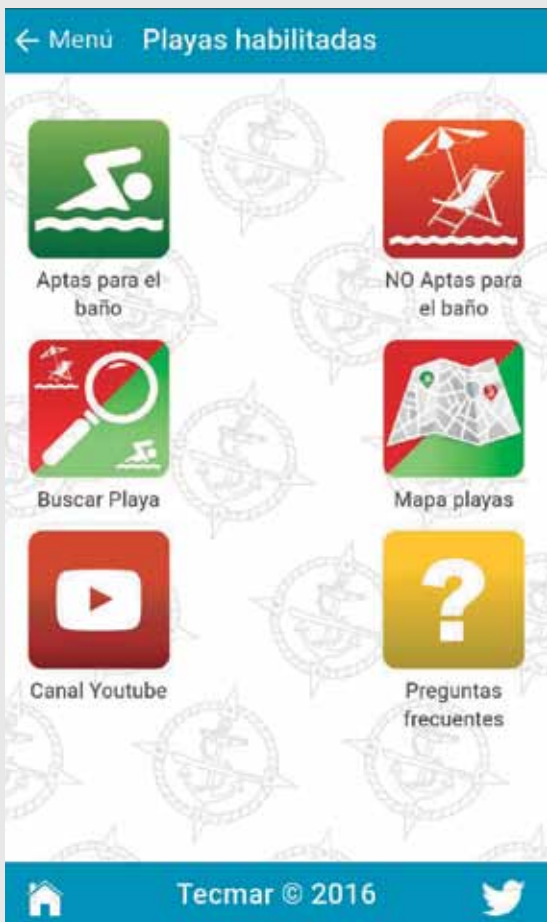 ← Menú Playas habilitadas
Aptas para el
baño
NO Aptas para
el baño
Buscar Playa
Mapa playas
Canal Youtube
?
Preguntas
frecuentes
Tecmar © 2016